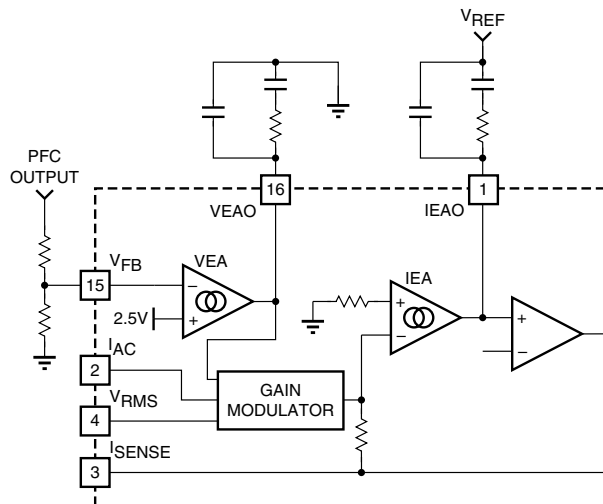 VREF
PFC
OUTPUT
16
1
VEAO
IEAO
VFB
VEA
IEA
15
−
+
2.5V
+
−
+
−
IAC
2
GAIN
MODULATOR
VRMS
4
ISENSE
3